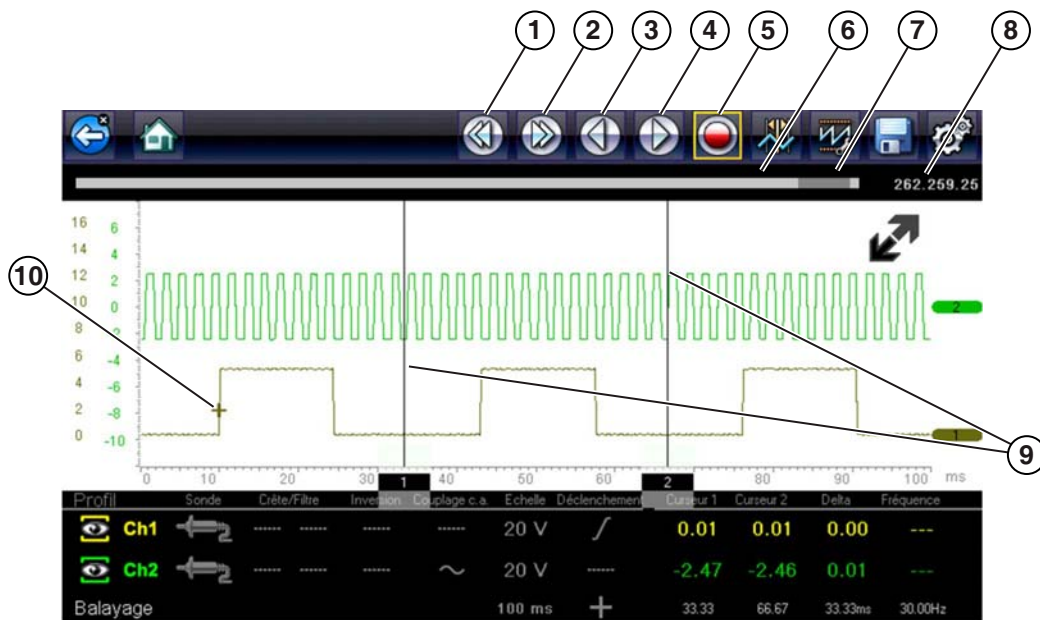 1 2 3 4 5 6 7 8
262.259.25
16 6
14 4
12 2
10 0
8 -2
6 -4
4 -6
2 -8
0 -10
2
10
1
9
0 10 20 30 40 50 60 80 90 100 ms
1 2
Profil Sonde Crête/Filtre Inversion Couplage c.a. Echelle Déclenchement Curseur 1 Curseur 2 Delta Fréquence
Ch1 ------ ------ ------ ------ 20 V 0.01 0.01 0.00 ---
Ch2 ------ ------ ------ 20 V ------ -2.47 -2.46 0.01 ---
Balayage 100 ms 33.33 66.67 33.33ms 30.00Hz